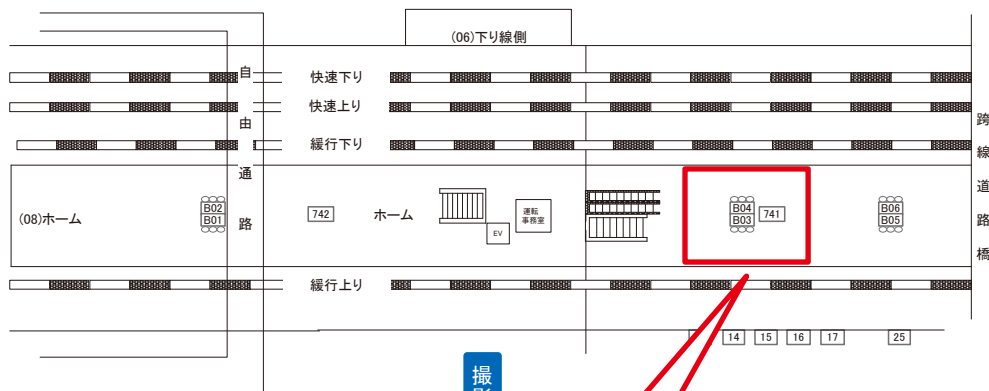 (06)下り線側
快速下り
快速上り
緩行下り
自由通路
跨線道路橋
(08)ホーム
B02
B01
742
ホーム
EV
運転
事務室
B04
B03
741
B06
B05
緩行上り
14
15
16
17
25
撮